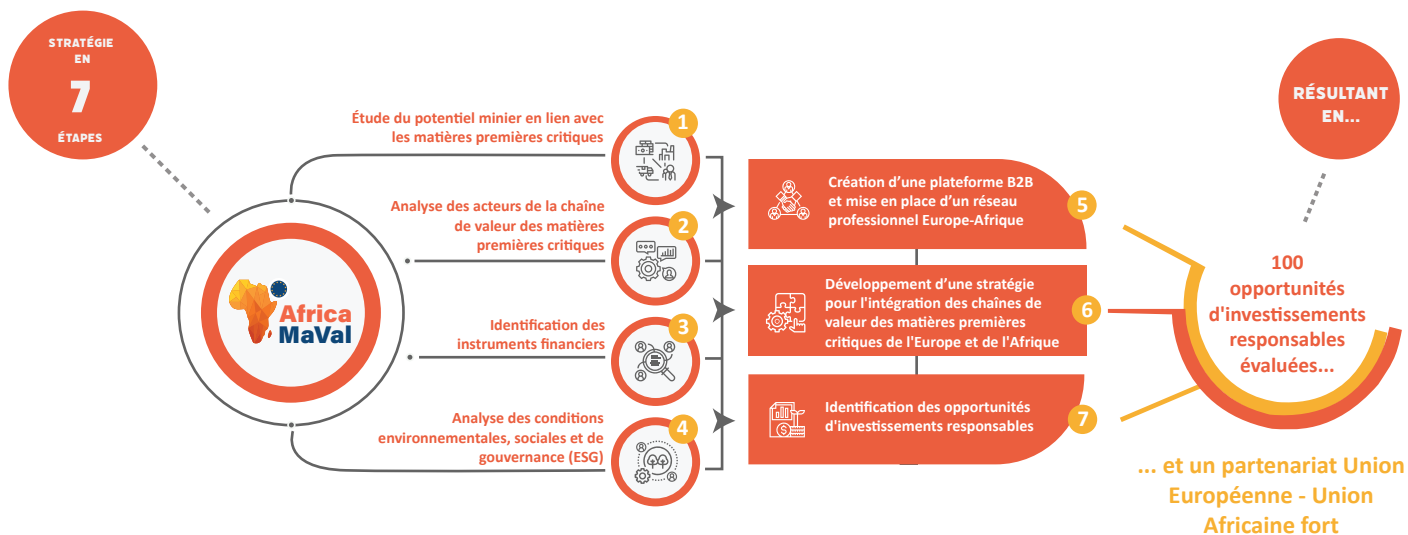 STRATÉGIE
EN
7
ÉTAPES
Africa
MaVal
Étude du potentiel minier en lien avec
les matières premières critiques
1
Analyse des acteurs de la chaîne
de valeur des matières
premières critiques
2
Identification des
instruments financiers
3
Analyse des conditions
environnementales, sociales et de
gouvernance (ESG)
4
Création d’une plateforme B2B
et mise en place d’un réseau
professionnel Europe-Afrique
5
Développement d’une stratégie
pour l'intégration des chaînes de
valeur des matières premières
critiques de l'Europe et de l'Afrique
6
Identification des opportunités
d'investissements responsables
7
RÉSULTANT
EN...
100
opportunités
d'investissements
responsables
évaluées...
... et un partenariat Union
Européenne - Union
Africaine fort